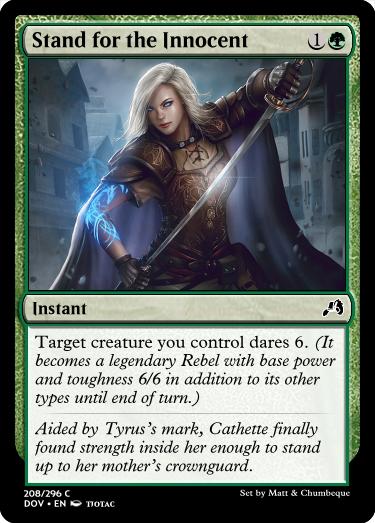 Stand for the Innocent 1
Instant
Target creature you control dares 6. (It
becomes a legendary Rebel with base power
and toughness 6/6 in addition to its other
types until end of turn.)
Aided by Tyrus's mark, Cathette finally
found strength inside her enough to stand
up to her mother's crownguard.
208/296 C
DOV • EN TJOTAC
Set by Matt & Chumbeque